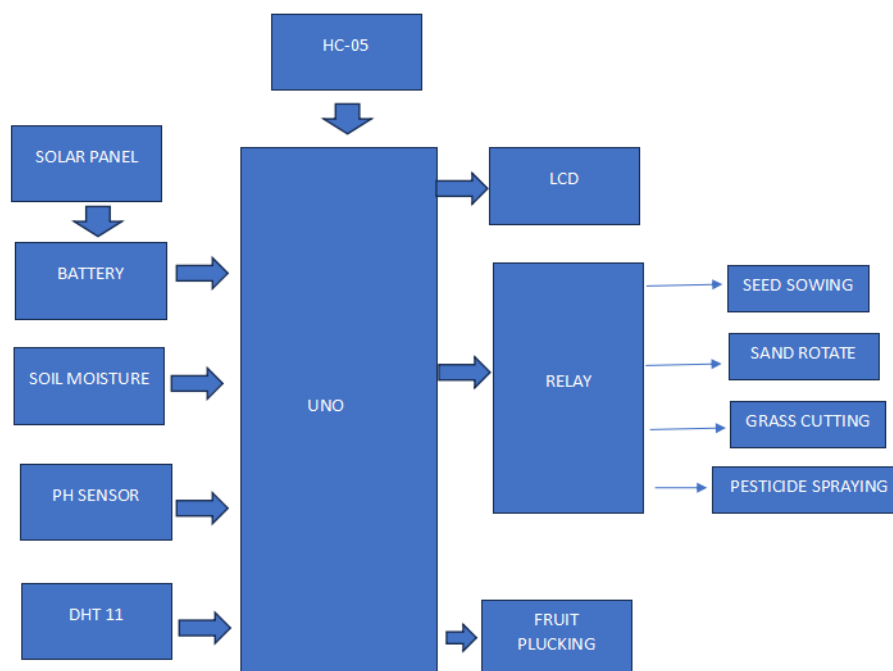 HC-05
SOLAR PANEL
LCD
BATTERY
SEED SOWING
SOIL MOISTURE
UNO
RELAY
SAND ROTATE
GRASS CUTTING
PH SENSOR
PESTICIDE SPRAYING
DHT 11
FRUIT
PLUCKING